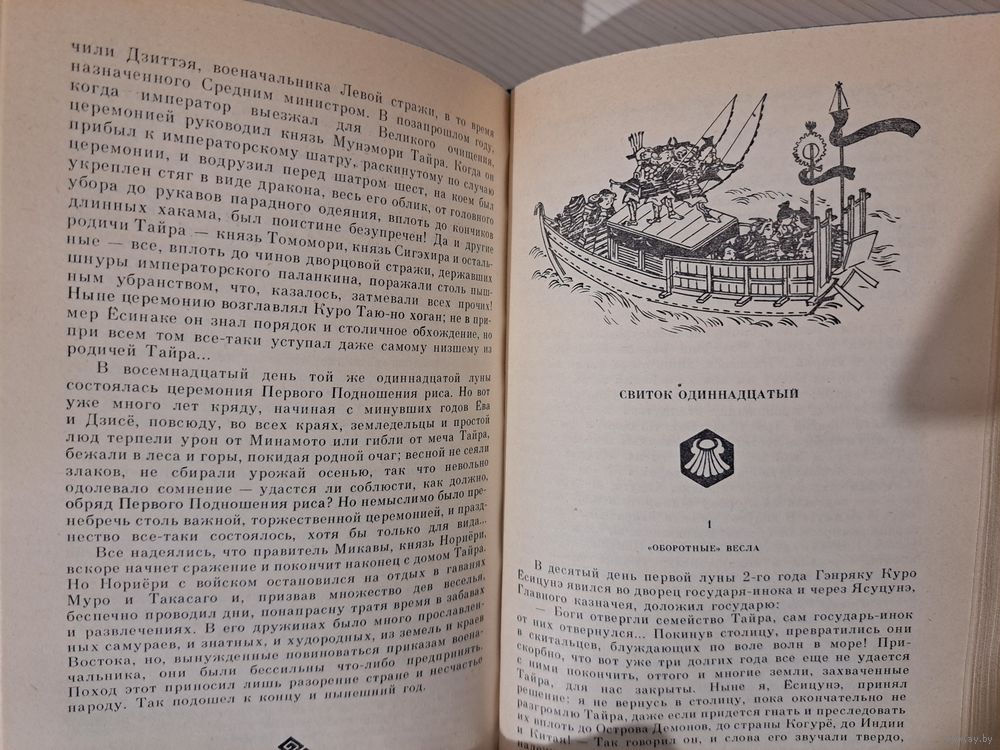 чили Дзиттэя, военачальника Левой стражи, в то время
назначенного Средним министром. В позапрошлом году,
когда император выезжал для Великого очищения,
церемонией руководил князь Мунэмори Тайра. Когда он
прибыл к императорскому шатру, раскинутому по случаю
церемонии, и водрузил перед шатром шест, на коем был
укреплен стяг в виде дракона, весь его облик, от головного
убора до рукавов парадного одеяния, вплоть до кончиков
длинных хакама, был поистине безупречен! Да и другие
родичи Тайра — князь Томомори, князь Сигэхира и осталь-
ные — все, вплоть до чинов дворцовой стражи, державших
шнуры императорского паланкина, поражали столь пыш-
ным убранством, что, казалось, затмевали всех прочих!
Ныне церемонию возглавлял Куро Таю-но хоган; не в при-
мер Ёсинаке он знал порядок и столичное обхождение, но
при всем том все-таки уступал даже самому низшему из
родичей Тайра...
В восемнадцатый день той же одиннадцатой луны
состоялась церемония Первого Подношения риса. Но вот
уже много лет кряду, начиная с минувших годов Ёва
и Дзисё, повсюду, во всех краях, земледельцы и простой
люд терпели урон от Минамото или гибли от меча Тайра,
бежали в леса и горы, покидая родной очаг; весной не сеяли
злаков, не сбирали урожай осенью, так что невольно
одолевало сомнение — удастся ли соблюсти, как должно,
обряд Первого Подношения риса? Но немыслимо было пре-
небречь столь важной, торжественной церемонией, и празд-
нество все-таки состоялось, хотя бы только для вида...
Все надеялись, что правитель Микавы, князь Нориёри,
вскоре начнет сражение и покончит наконец с домом Тайра.
Но Нориёри с войском остановился на отдых в гаванях
Муро и Такасаго и, призвав множество дев веселья,
беспечно проводил дни, понапрасну тратя время в забавах
и развлечениях. В его дружинах было много прославлен-
ных самураев, и знатных, и худородных, из земель и краев
Востока, но, вынужденные повиноваться приказам воена-
чальника, они были бессильны что-либо предпринять.
Поход этот приносил лишь разорение стране и несчастье
народу. Так подошел к концу и нынешний год.
СВИТОК ОДИННАДЦАТЫЙ
1
«ОБОРОТНЫЕ» ВЕСЛА
В десятый день первой луны 2-го года Гэнряку Куро
Ёсицунэ явился во дворец государя-инока и через Ясуцунэ,
Главного казначея, доложил государю:
— Боги отвергли семейство Тайра, сам государь-инок
от них отвернулся... Покинув столицу, превратились они
в скитальцев, блуждающих по воле волн в море! При-
скорбно, что вот уже три долгих года все еще не удается
с ними покончить, оттого и многие земли, захваченные
Тайра, для нас закрыты. Ныне я, Ёсицунэ, принял
решение: я не вернусь в столицу, пока окончательно не
разгромлю Тайра, даже если придется гнать и преследовать
их вплоть до Острова Демонов, до страны Когурё, до Индии
и Китая! — Так говорил он, и слова его звучали твердо,